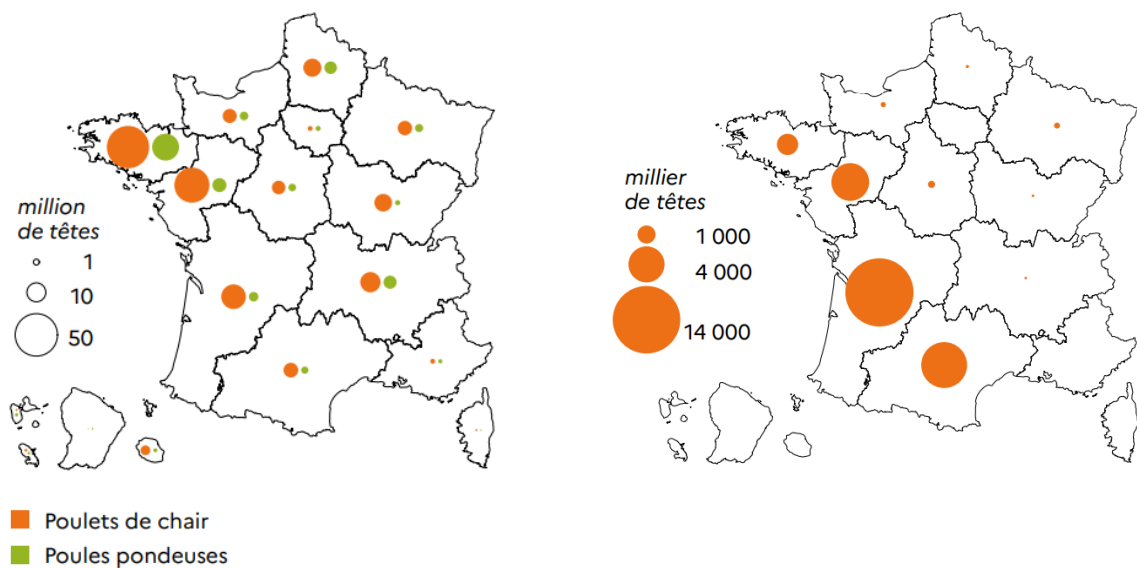 million
de têtes
1
10
50
Poulets de chair
Poules pondeuses
millier
de têtes
1 000
4 000
14 000